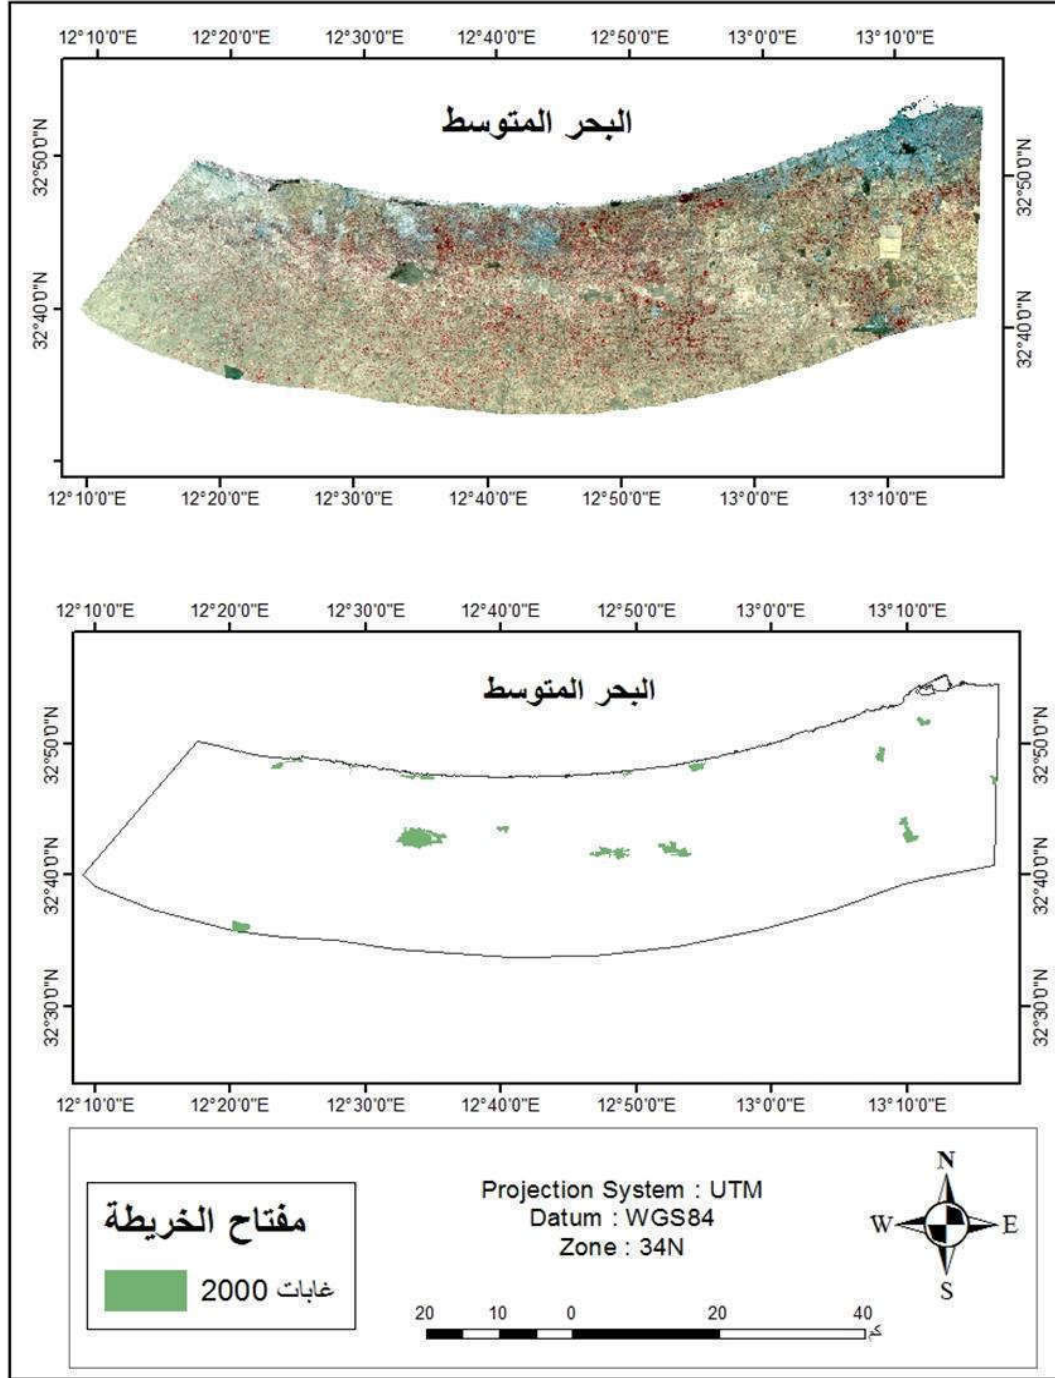 12°10'0"E 12°20'0"E 12°30'0"E 12°40'0"E 12°50'0"E 13°0'0"E 13°10'0"E
البحر المتوسط
32°50'0"N 32°50'0"N
32°40'0"N 32°40'0"N
12°10'0"E 12°20'0"E 12°30'0"E 12°40'0"E 12°50'0"E 13°0'0"E 13°10'0"E
12°10'0"E 12°20'0"E 12°30'0"E 12°40'0"E 12°50'0"E 13°0'0"E 13°10'0"E
البحر المتوسط
32°50'0"N 32°50'0"N
32°40'0"N 32°40'0"N
32°30'0"N 32°30'0"N
12°10'0"E 12°20'0"E 12°30'0"E 12°40'0"E 12°50'0"E 13°0'0"E 13°10'0"E
مفتاح الخريطة
غابات 2000
Projection System : UTM
Datum : WGS84
Zone : 34N
20 10 0 20 40
كم
N
W E
S